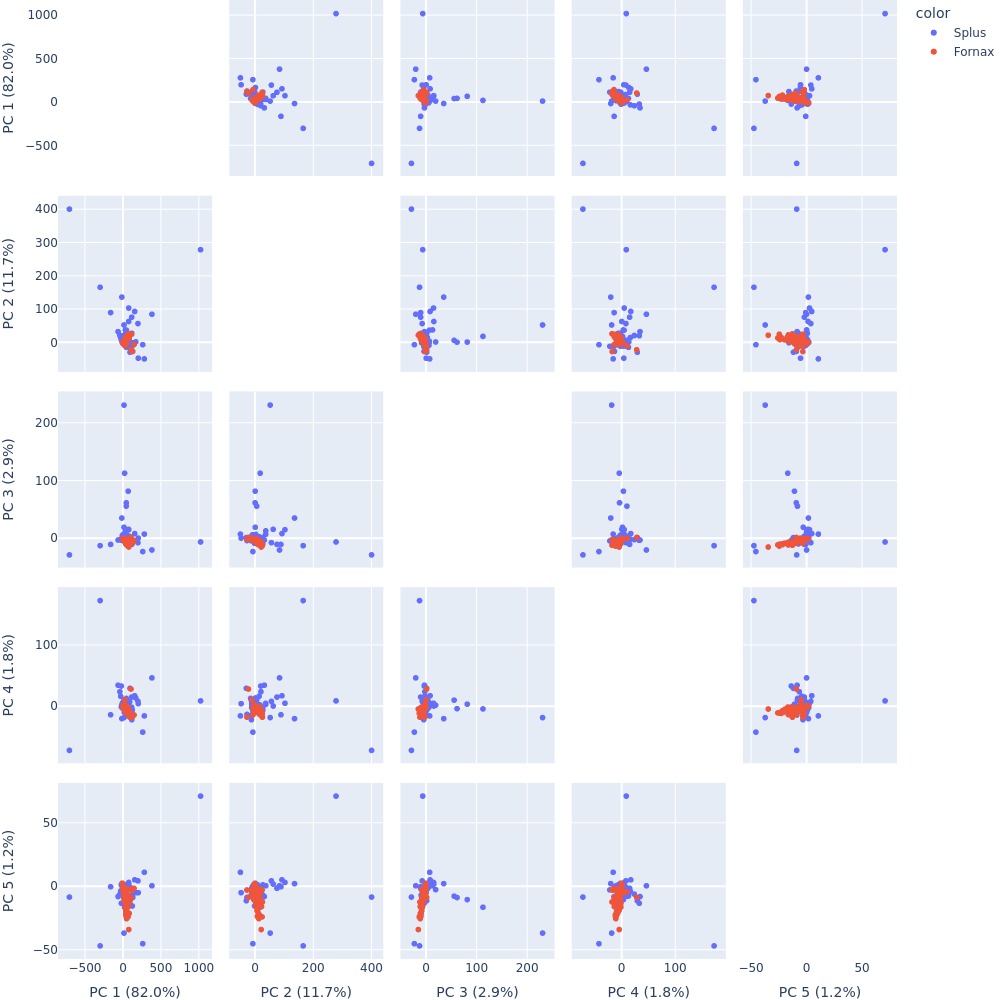 color
Splus
Fornax
PC 1 (82.0%)
1000
500
0
−500
PC 2 (11.7%)
400
300
200
100
0
PC 3 (2.9%)
200
100
0
PC 4 (1.8%)
100
0
PC 5 (1.2%)
50
0
−50
−500 0 500 1000 0 200 400 0 100 200 0 100 −50 0 50
PC 1 (82.0%) PC 2 (11.7%) PC 3 (2.9%) PC 4 (1.8%) PC 5 (1.2%)